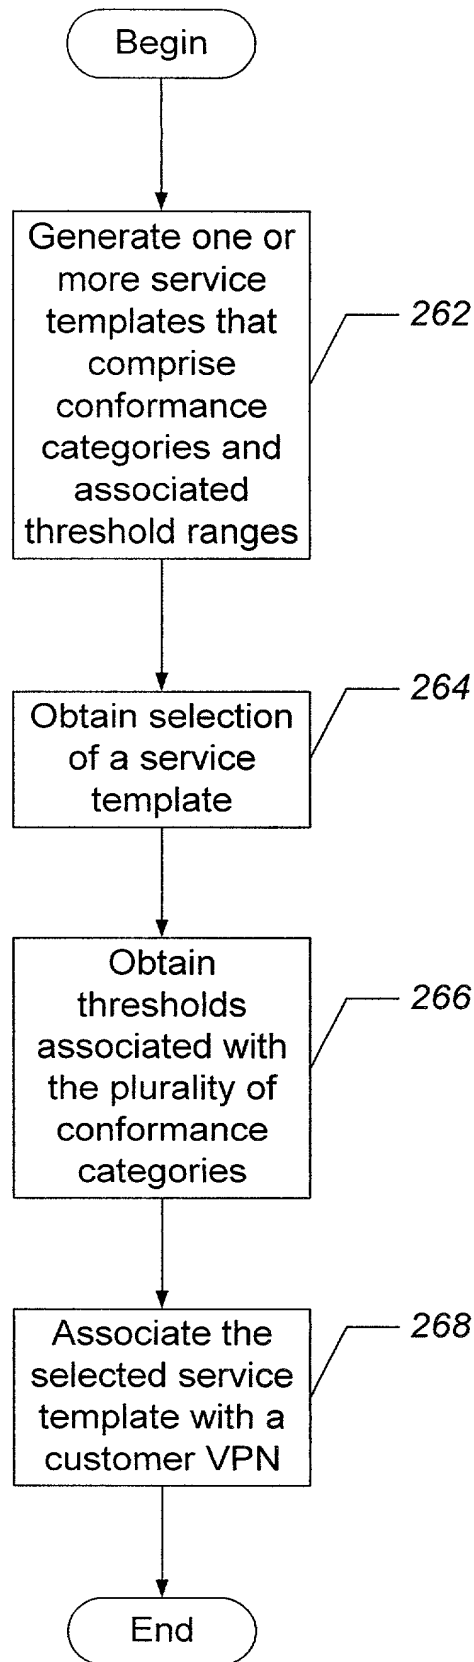 Begin
Generate one or
more service
templates that
comprise
conformance
categories and
associated
threshold ranges
262
Obtain selection
of a service
template
264
Obtain
thresholds
associated with
the plurality of
conformance
categories
266
Associate the
selected service
template with a
customer VPN
268
End